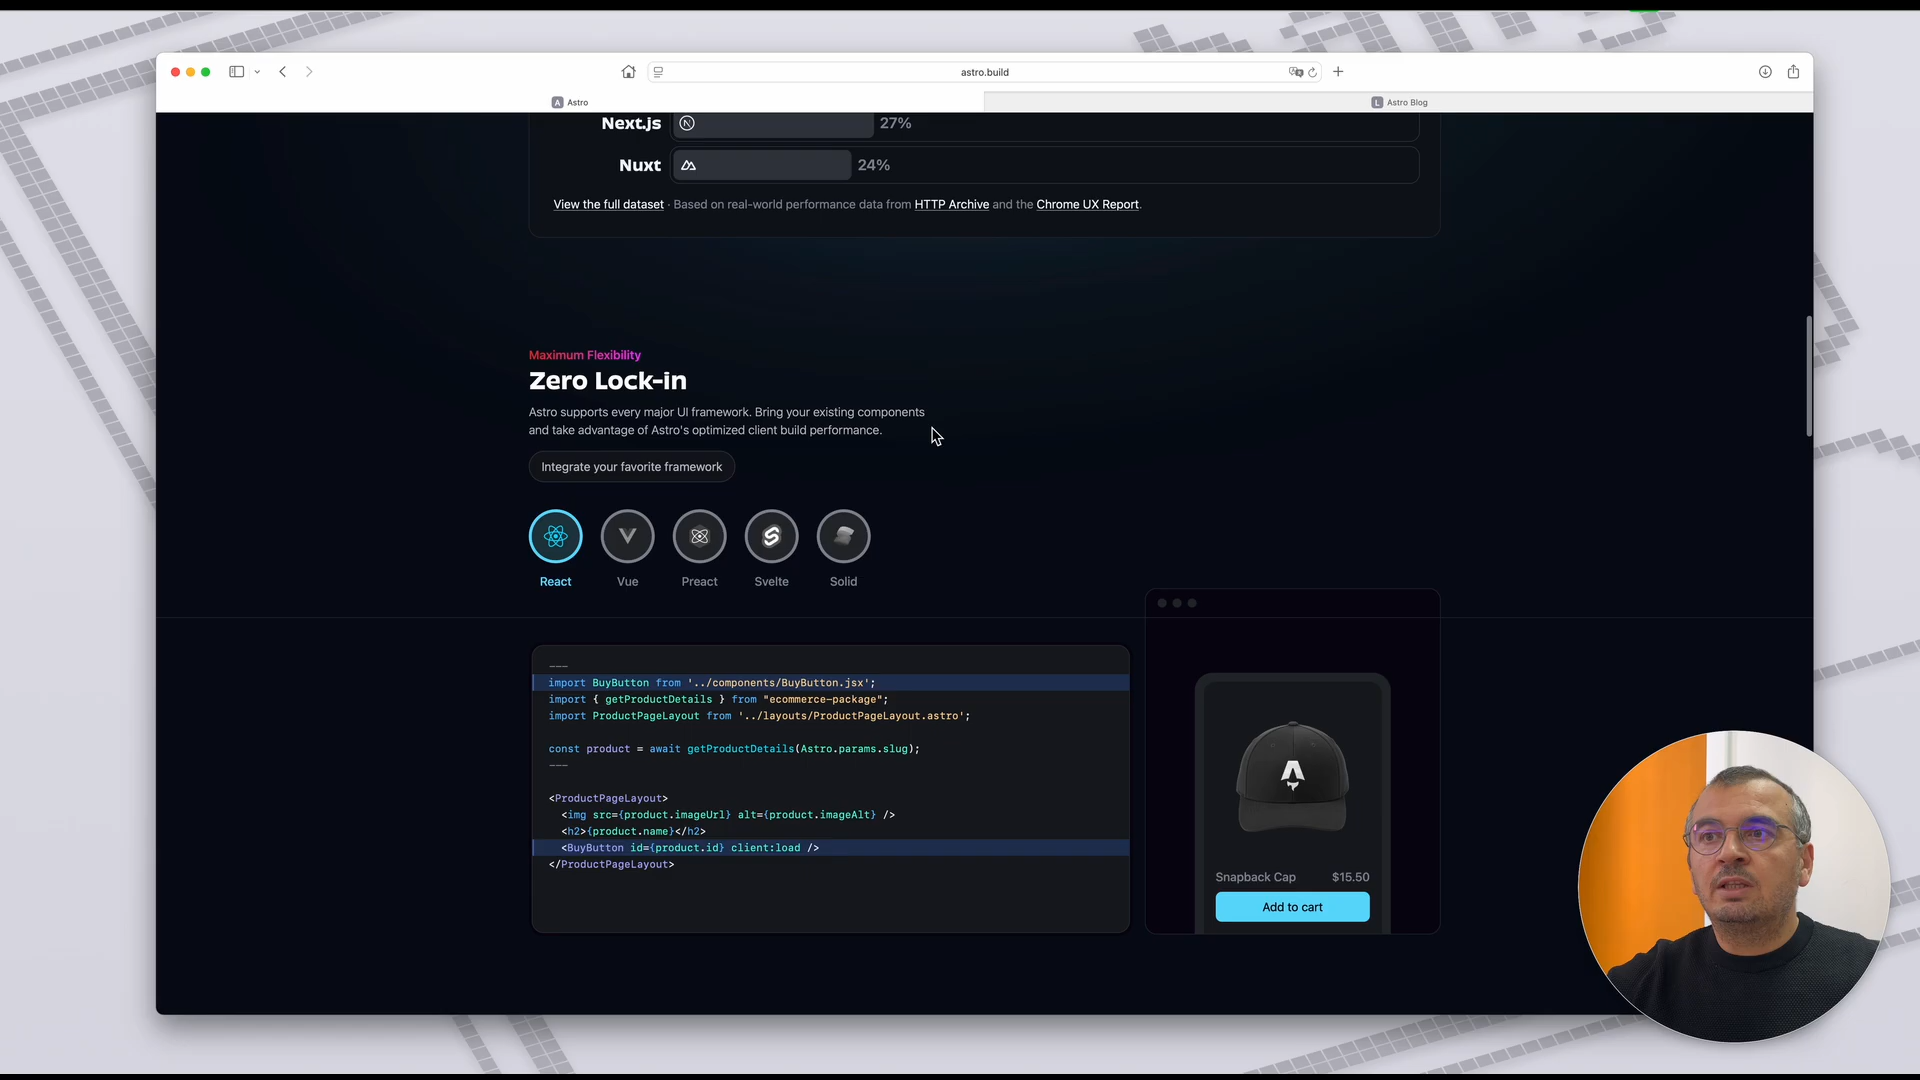 astro.build
Astro
Astro Blog
Next.js 27%
Nuxt 24%
View the full dataset · Based on real-world performance data from HTTP Archive and the Chrome UX Report.
Maximum Flexibility
Zero Lock-in
Astro supports every major UI framework. Bring your existing components
and take advantage of Astro's optimized client build performance.
Integrate your favorite framework
React Vue Preact Svelte Solid
---
import BuyButton from '../components/BuyButton.jsx';
import { getProductDetails } from "ecommerce-package";
import ProductPageLayout from '../layouts/ProductPageLayout.astro';
const product = await getProductDetails(Astro.params.slug);
---
<ProductPageLayout>
<img src={product.imageUrl} alt={product.imageAlt} />
<h2>{product.name}</h2>
<BuyButton id={product.id} client:load />
</ProductPageLayout>
Snapback Cap $15.50
Add to cart